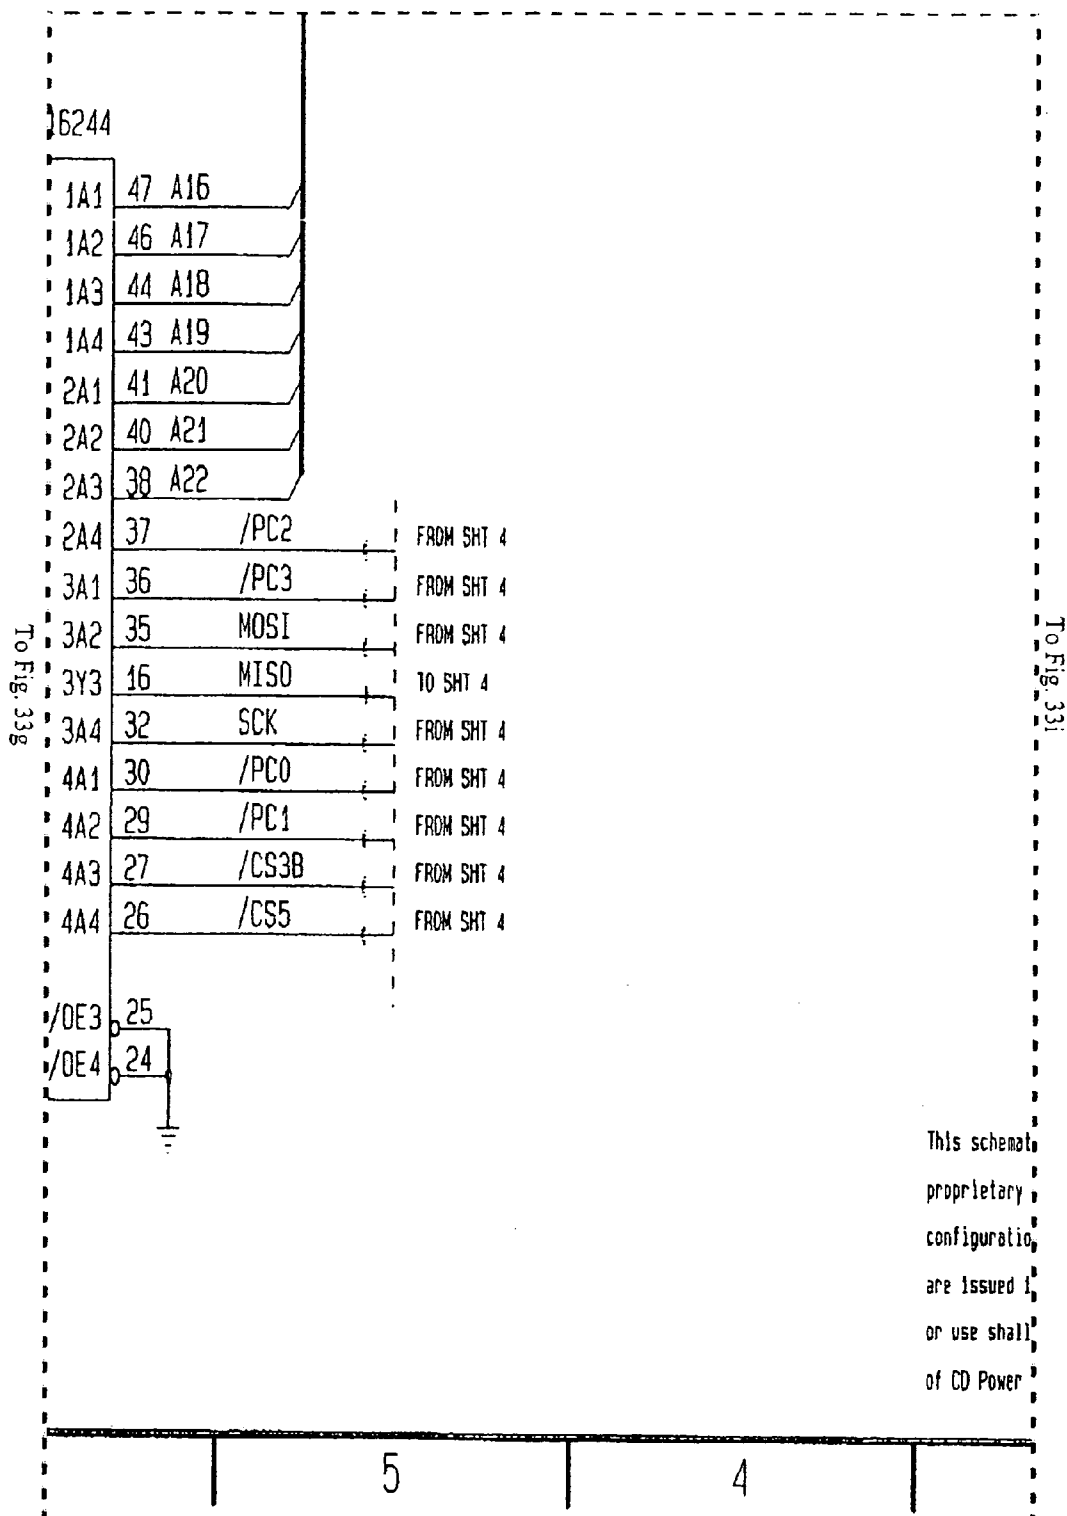 16244
1A1 47 A16
1A2 46 A17
1A3 44 A18
1A4 43 A19
2A1 41 A20
2A2 40 A21
2A3 38 A22
2A4 37 /PC2 FROM SHT 4
3A1 36 /PC3 FROM SHT 4
3A2 35 MOSI FROM SHT 4
3Y3 16 MISO TO SHT 4
3A4 32 SCK FROM SHT 4
4A1 30 /PC0 FROM SHT 4
4A2 29 /PC1 FROM SHT 4
4A3 27 /CS3B FROM SHT 4
4A4 26 /CS5 FROM SHT 4
/OE3 25
/OE4 24
To Fig. 33g
To Fig. 33i
This schemat
proprietary
configuratio
are issued i
or use shall
of CD Power
5 4